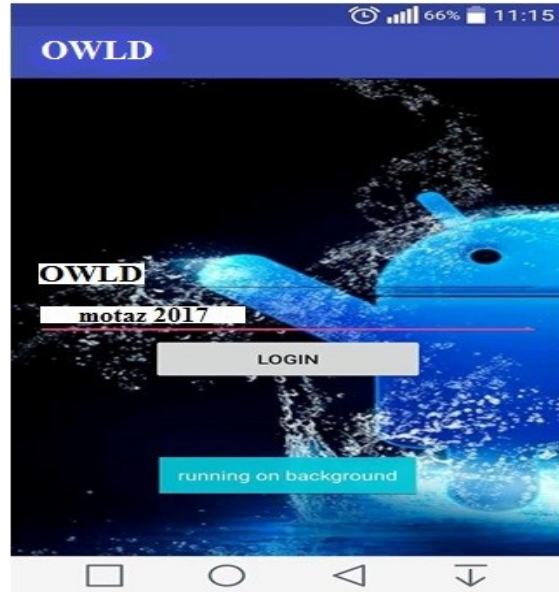 66% 11:15
OWLD
OWLD
motaz 2017
LOGIN
running on background